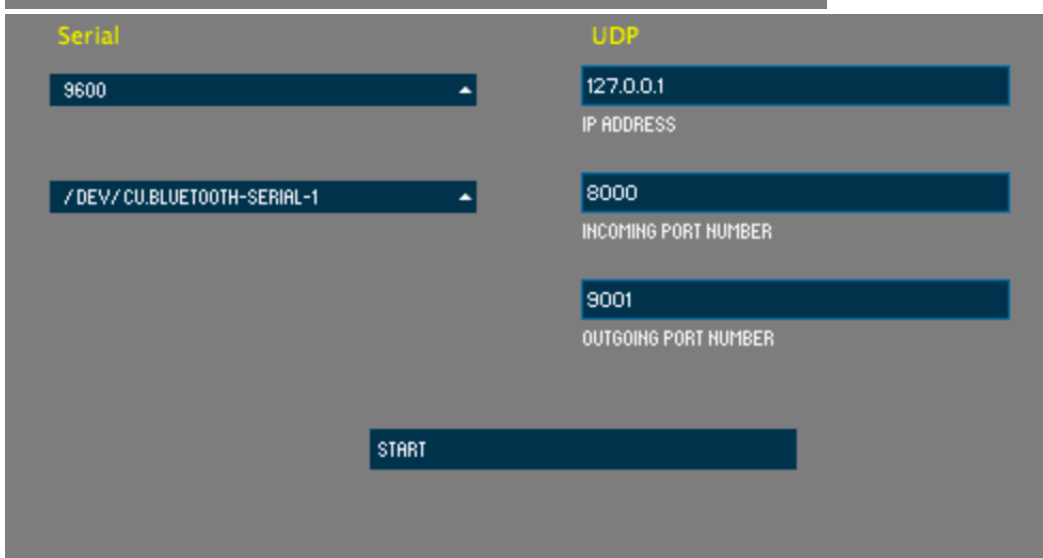 Serial
9600
/DEV/CU.BLUETOOTH-SERIAL-1
UDP
127.0.0.1
IP ADDRESS
8000
INCOMING PORT NUMBER
9001
OUTGOING PORT NUMBER
START